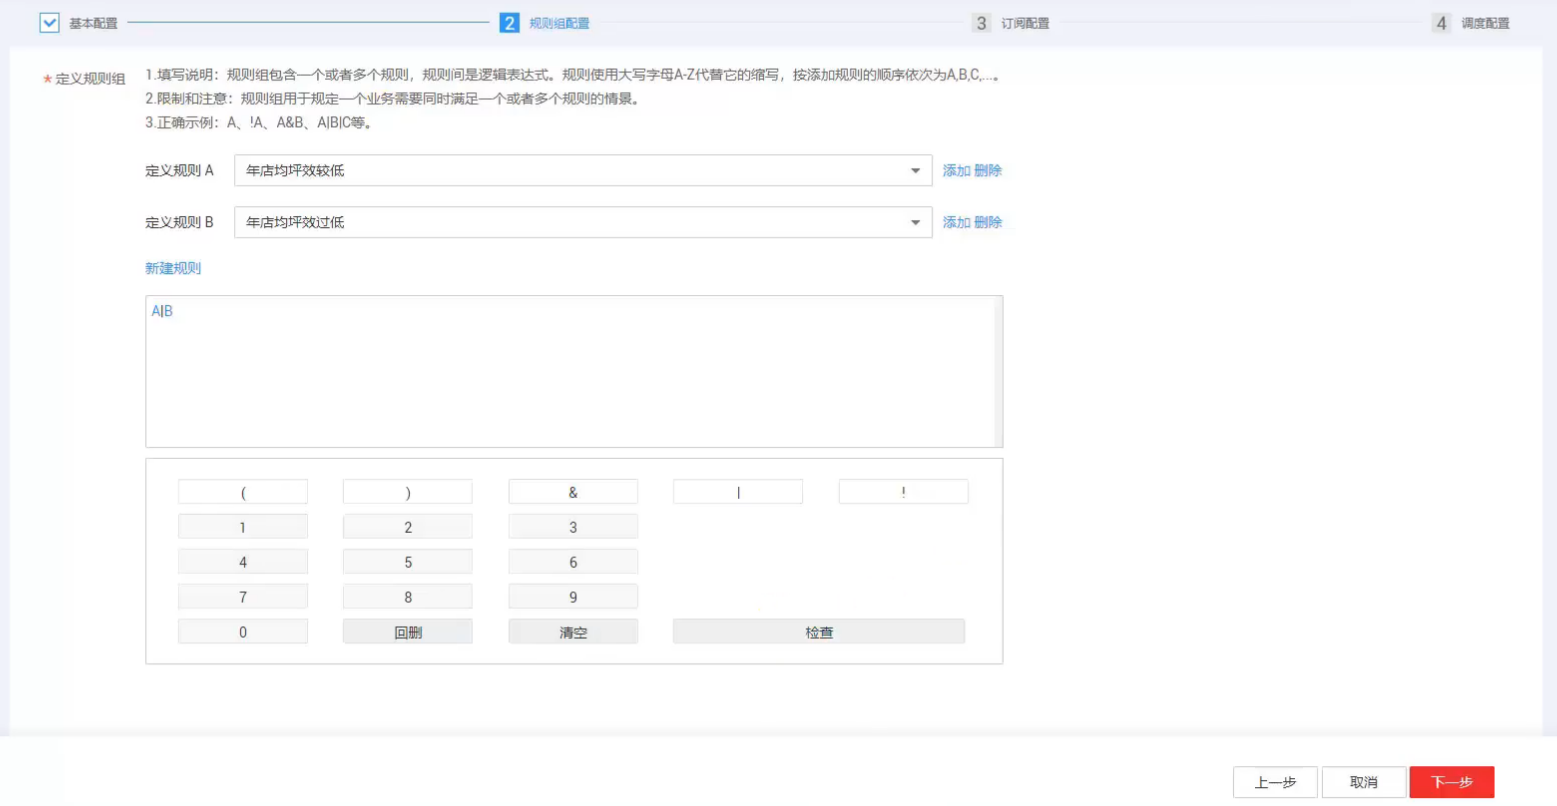 基本配置
2 规则组配置
3 订阅配置
4 调度配置
* 定义规则组
1.填写说明：规则组包含一个或者多个规则，规则间是逻辑表达式。规则使用大写字母A-Z代替它的缩写，按添加规则的顺序依次为A,B,C,...。
2.限制和注意：规则组用于规定一个业务需要同时满足一个或者多个规则的情景。
3.正确示例：A、!A、A&B、A|B|C等。
定义规则 A 年店均坪效较低 添加 删除
定义规则 B 年店均坪效过低 添加 删除
新建规则
A|B
( ) & | !
1 2 3
4 5 6
7 8 9
0 回删 清空 检查
上一步 取消 下一步